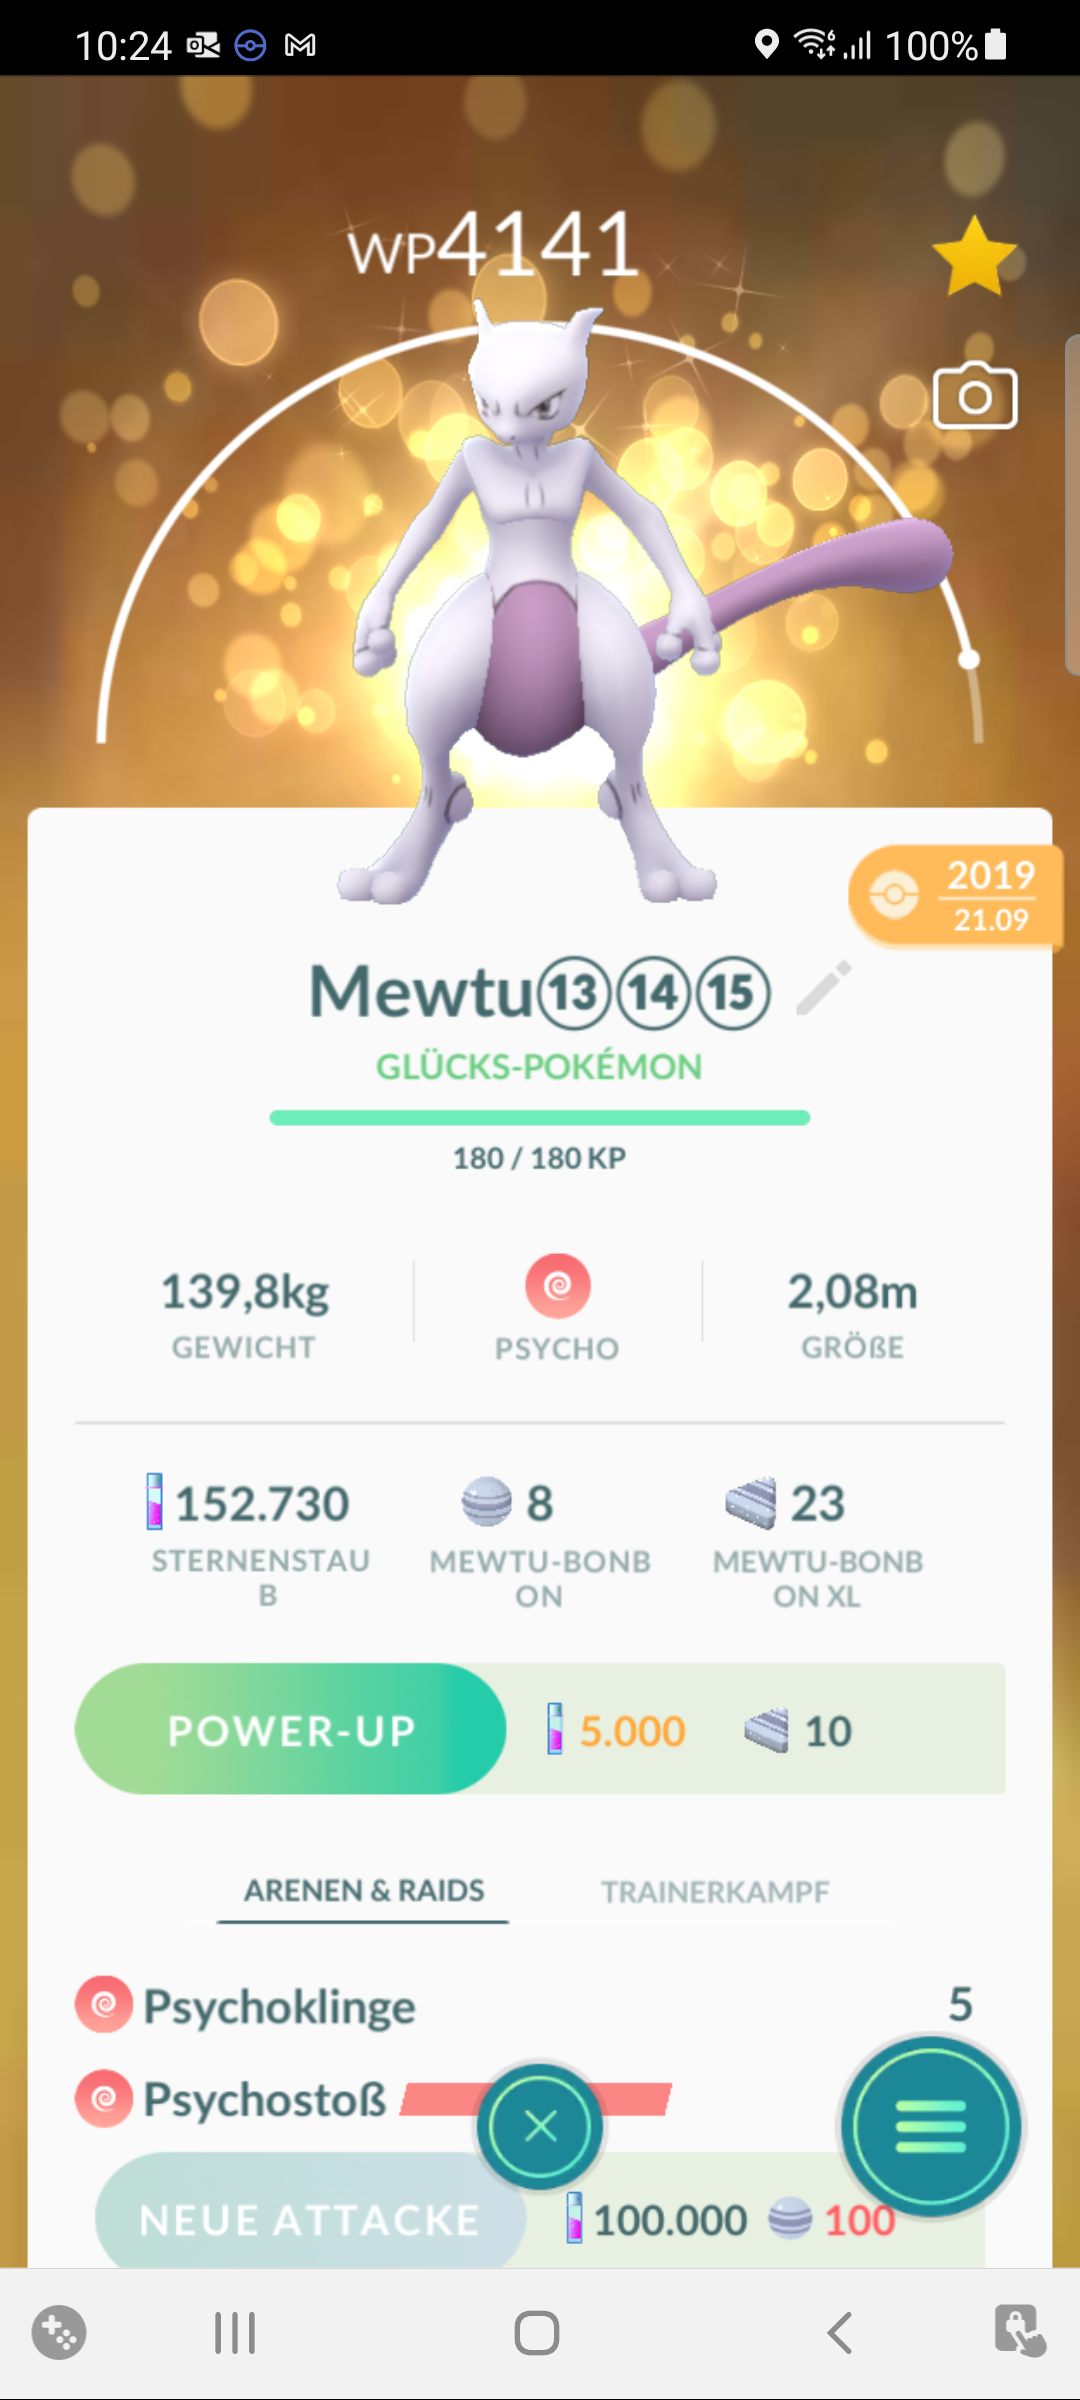 10:24 100%
WP4141
2019
21.09
Mewtu⑬⑭⑮
GLÜCKS-POKÉMON
180 / 180 KP
139,8kg
GEWICHT
PSYCHO
2,08m
GRÖßE
152.730
STERNENSTAU
B
8
MEWTU-BONB
ON
23
MEWTU-BONB
ON XL
POWER-UP 5.000 10
ARENEN & RAIDS TRAINERKAMPF
Psychoklinge 5
Psychostoß
NEUE ATTACKE 100.000 100